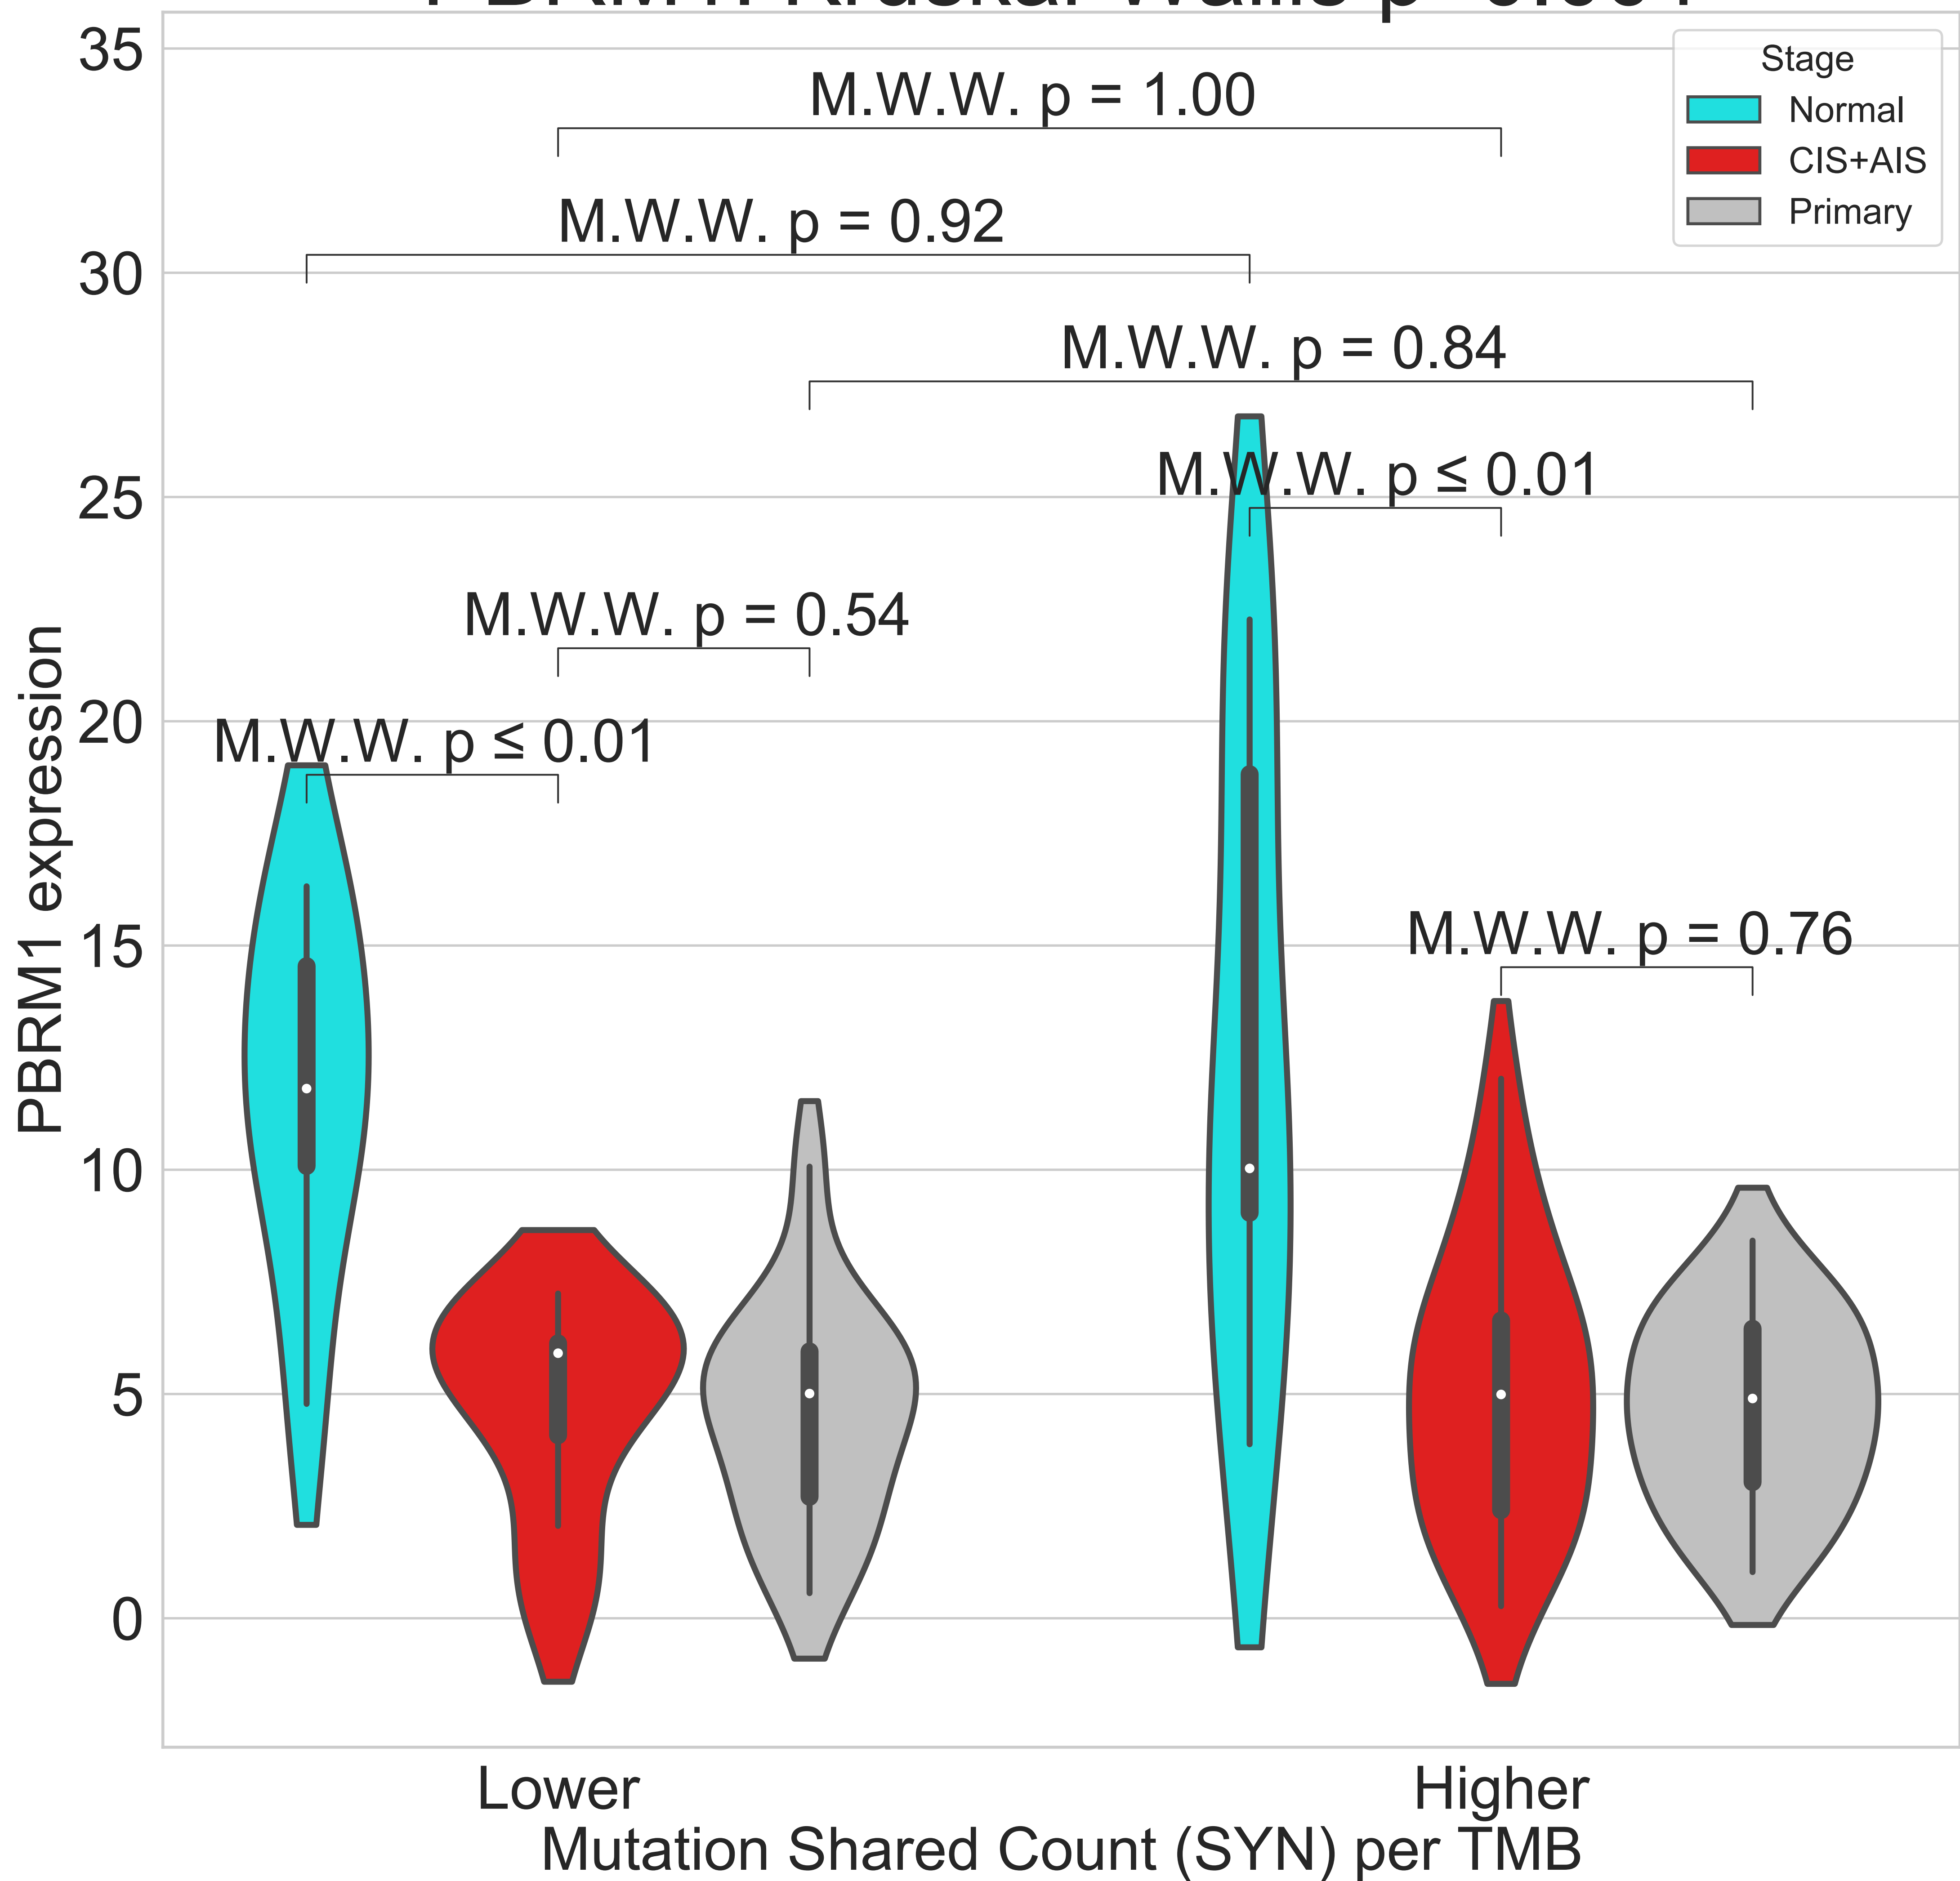 35
30
25
20
15
10
5
0
PBRM1 expression
Stage
Normal
CIS+AIS
Primary
M.W.W. p = 1.00
M.W.W. p = 0.92
M.W.W. p = 0.84
M.W.W. p ≤ 0.01
M.W.W. p = 0.54
M.W.W. p ≤ 0.01
M.W.W. p = 0.76
Lower
Higher
Mutation Shared Count (SYN) per TMB